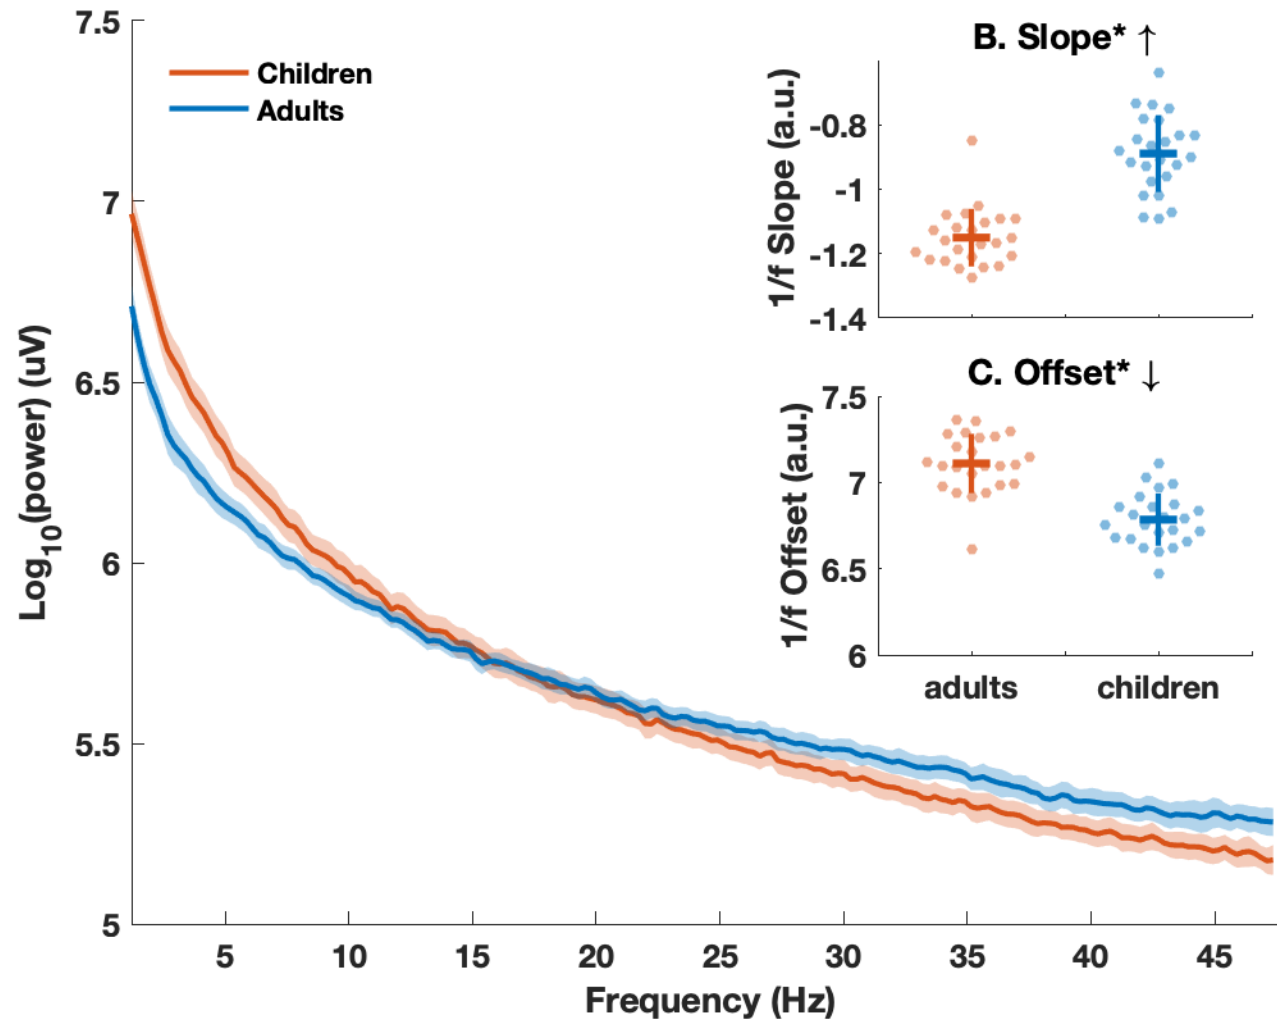 7.5
7
6.5
6
5.5
5
Log10(power) (uV)
Children
Adults
5 10 15 20 25 30 35 40 45
Frequency (Hz)
B. Slope* ↑
1/f Slope (a.u.)
-0.8
-1
-1.2
-1.4
C. Offset* ↓
1/f Offset (a.u.)
7.5
7
6.5
6
adults children